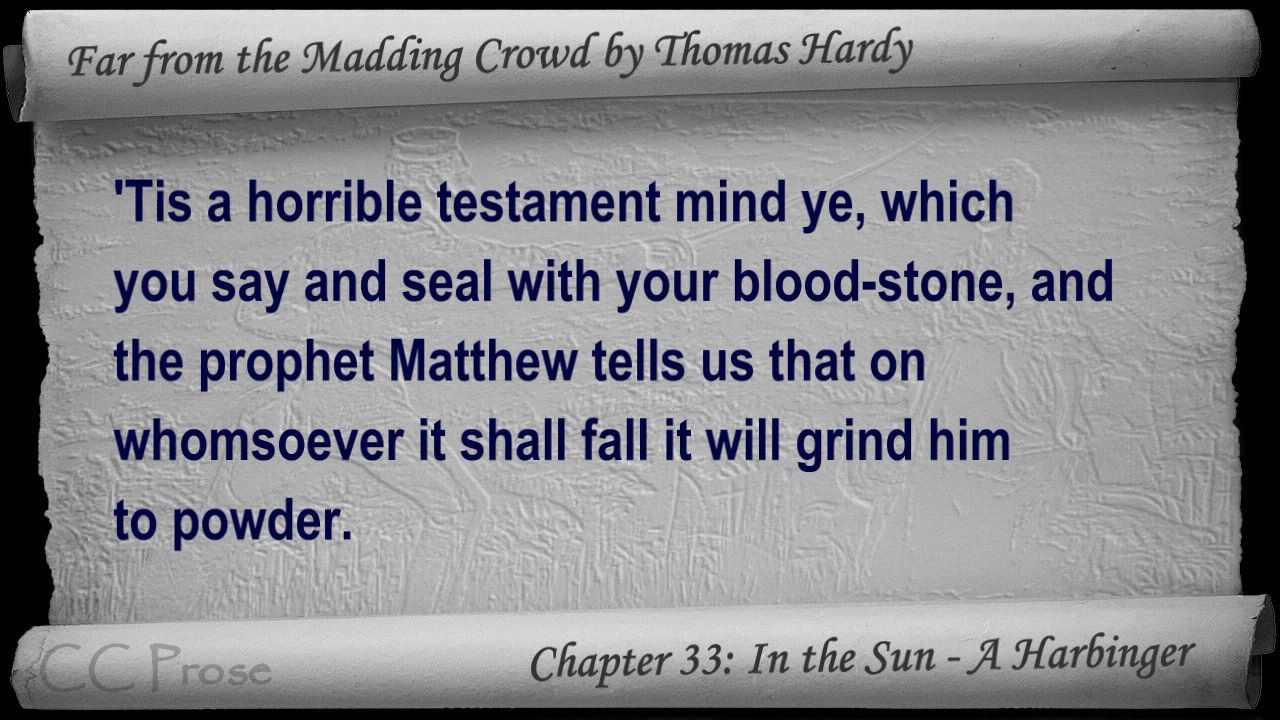 Far from the Madding Crowd by Thomas Hardy
'Tis a horrible testament mind ye, which
you say and seal with your blood-stone, and
the prophet Matthew tells us that on
whomsoever it shall fall it will grind him
to powder.
CC Prose
Chapter 33: In the Sun - A Harbinger